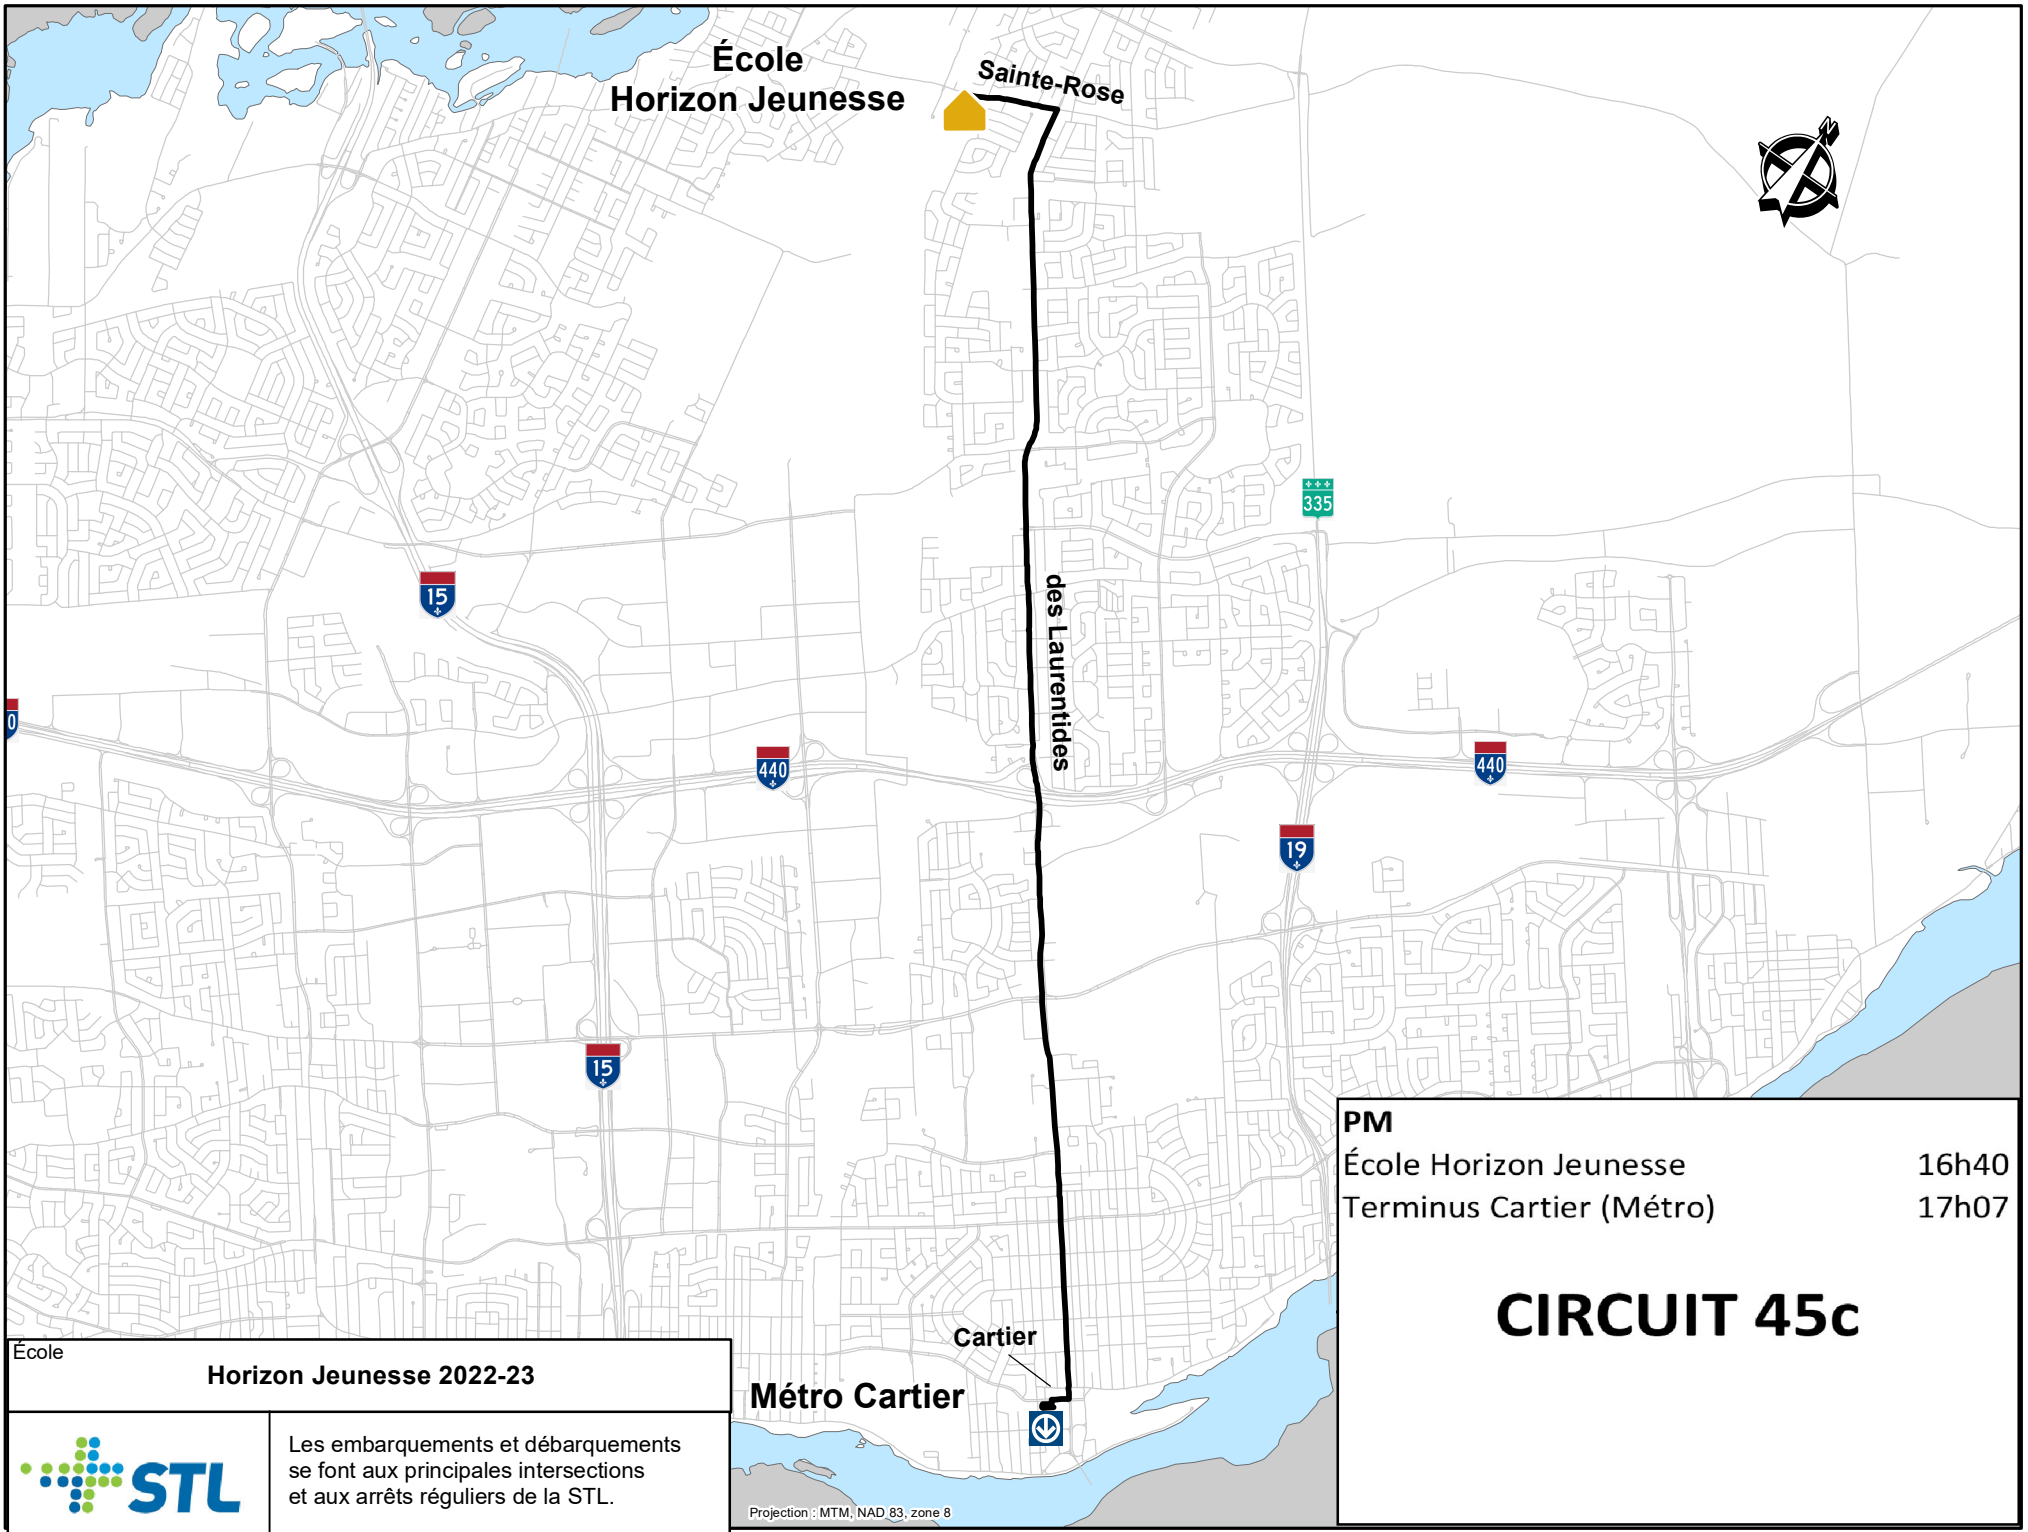 École
Horizon Jeunesse
Sainte-Rose
N
335
15
des Laurentides
0
440
440
19
15
PM
École Horizon Jeunesse 16h40
Terminus Cartier (Métro) 17h07
CIRCUIT 45c
Cartier
Métro Cartier
École
Horizon Jeunesse 2022-23
STL
Les embarquements et débarquements
se font aux principales intersections
et aux arrêts réguliers de la STL.
Projection : MTM, NAD 83, zone 8